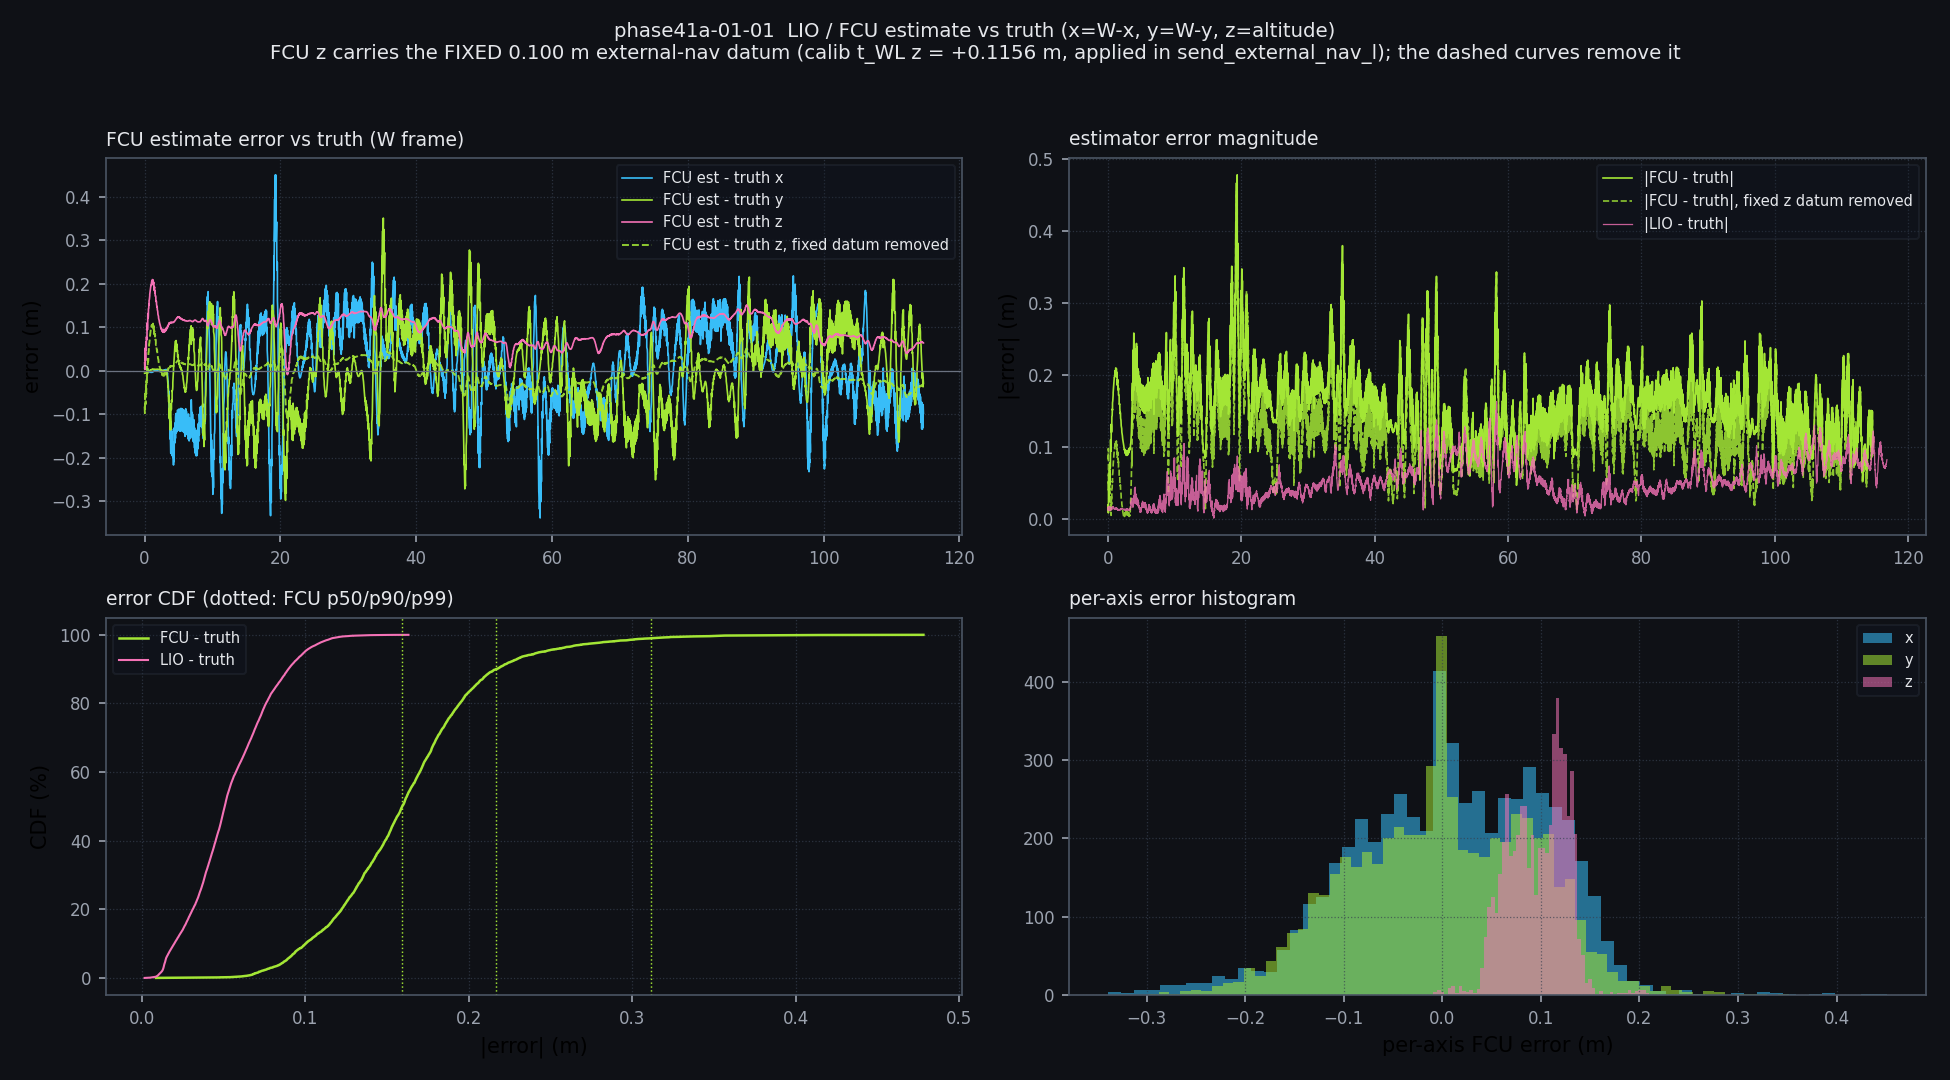 phase41a-01-01  LIO / FCU estimate vs truth (x=W-x, y=W-y, z=altitude)
FCU z carries the FIXED 0.100 m external-nav datum (calib t_WL z = +0.1156 m, applied in send_external_nav_l); the dashed curves remove it
FCU estimate error vs truth (W frame)
error (m)
0.4
0.3
0.2
0.1
0.0
−0.1
−0.2
−0.3
0
20
40
60
80
100
120
FCU est - truth x
FCU est - truth y
FCU est - truth z
FCU est - truth z, fixed datum removed
estimator error magnitude
|error| (m)
0.5
0.4
0.3
0.2
0.1
0.0
0
20
40
60
80
100
120
|FCU - truth|
|FCU - truth|, fixed z datum removed
|LIO - truth|
error CDF (dotted: FCU p50/p90/p99)
CDF (%)
100
80
60
40
20
0
0.0
0.1
0.2
0.3
0.4
0.5
|error| (m)
FCU - truth
LIO - truth
per-axis error histogram
400
300
200
100
0
−0.3
−0.2
−0.1
0.0
0.1
0.2
0.3
0.4
per-axis FCU error (m)
x
y
z